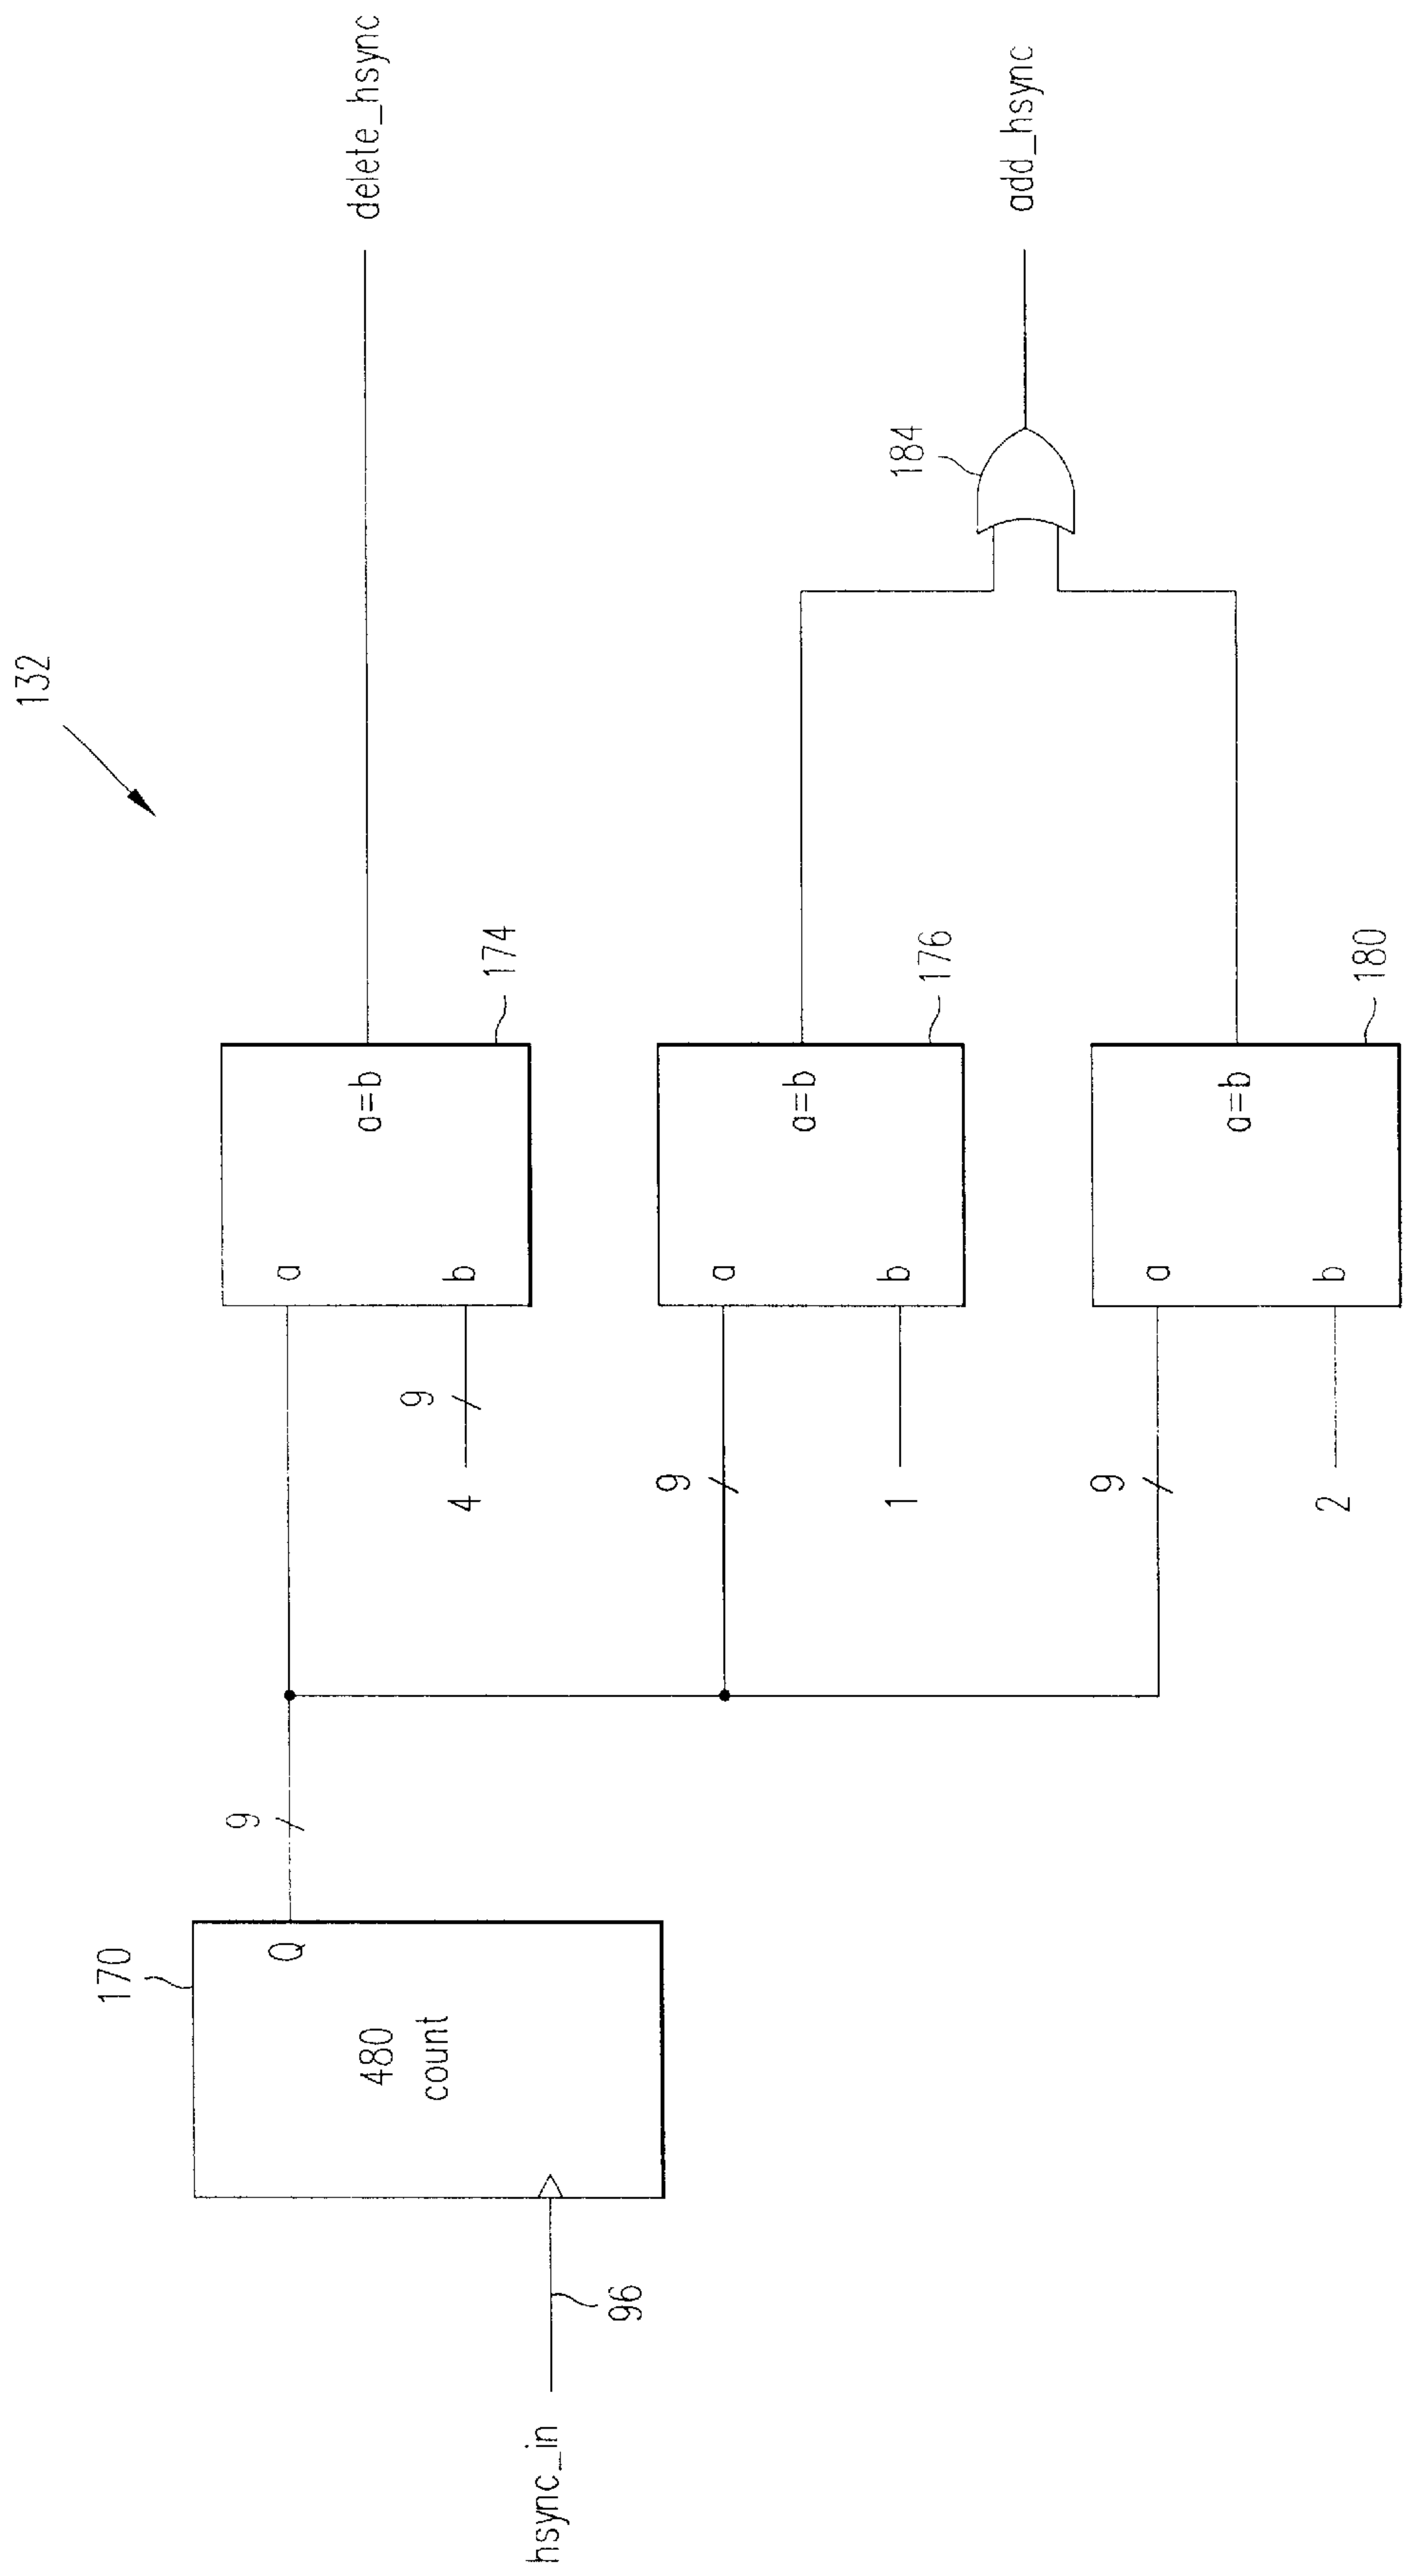 132
hsync_in
96
170
480
count
Q
9
a
4
9
b
a=b
174
delete_hsync
9
a
1
b
a=b
176
9
a
2
b
a=b
180
184
add_hsync